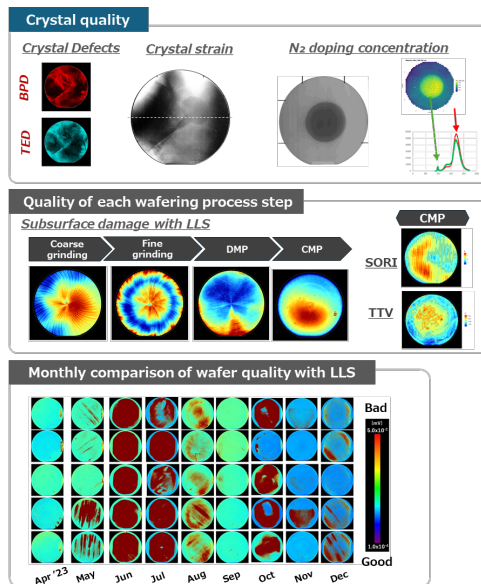 Crystal quality
Crystal Defects
Crystal strain
N₂ doping concentration
BPD
TED
Quality of each wafering process step
Subsurface damage with LLS
Coarse grinding
Fine grinding
DMP
CMP
CMP
SORI
TTV
Monthly comparison of wafer quality with LLS
Bad
[mV]
Good
Apr '23
May
Jun
Jul
Aug
Sep
Oct
Nov
Dec